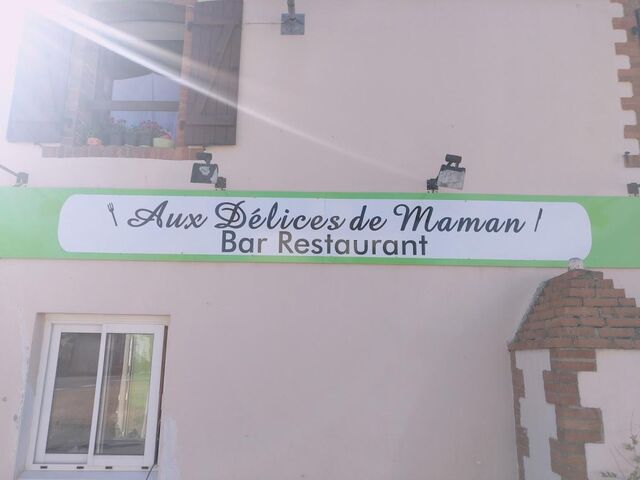 Aux Délices de Maman
Bar Restaurant